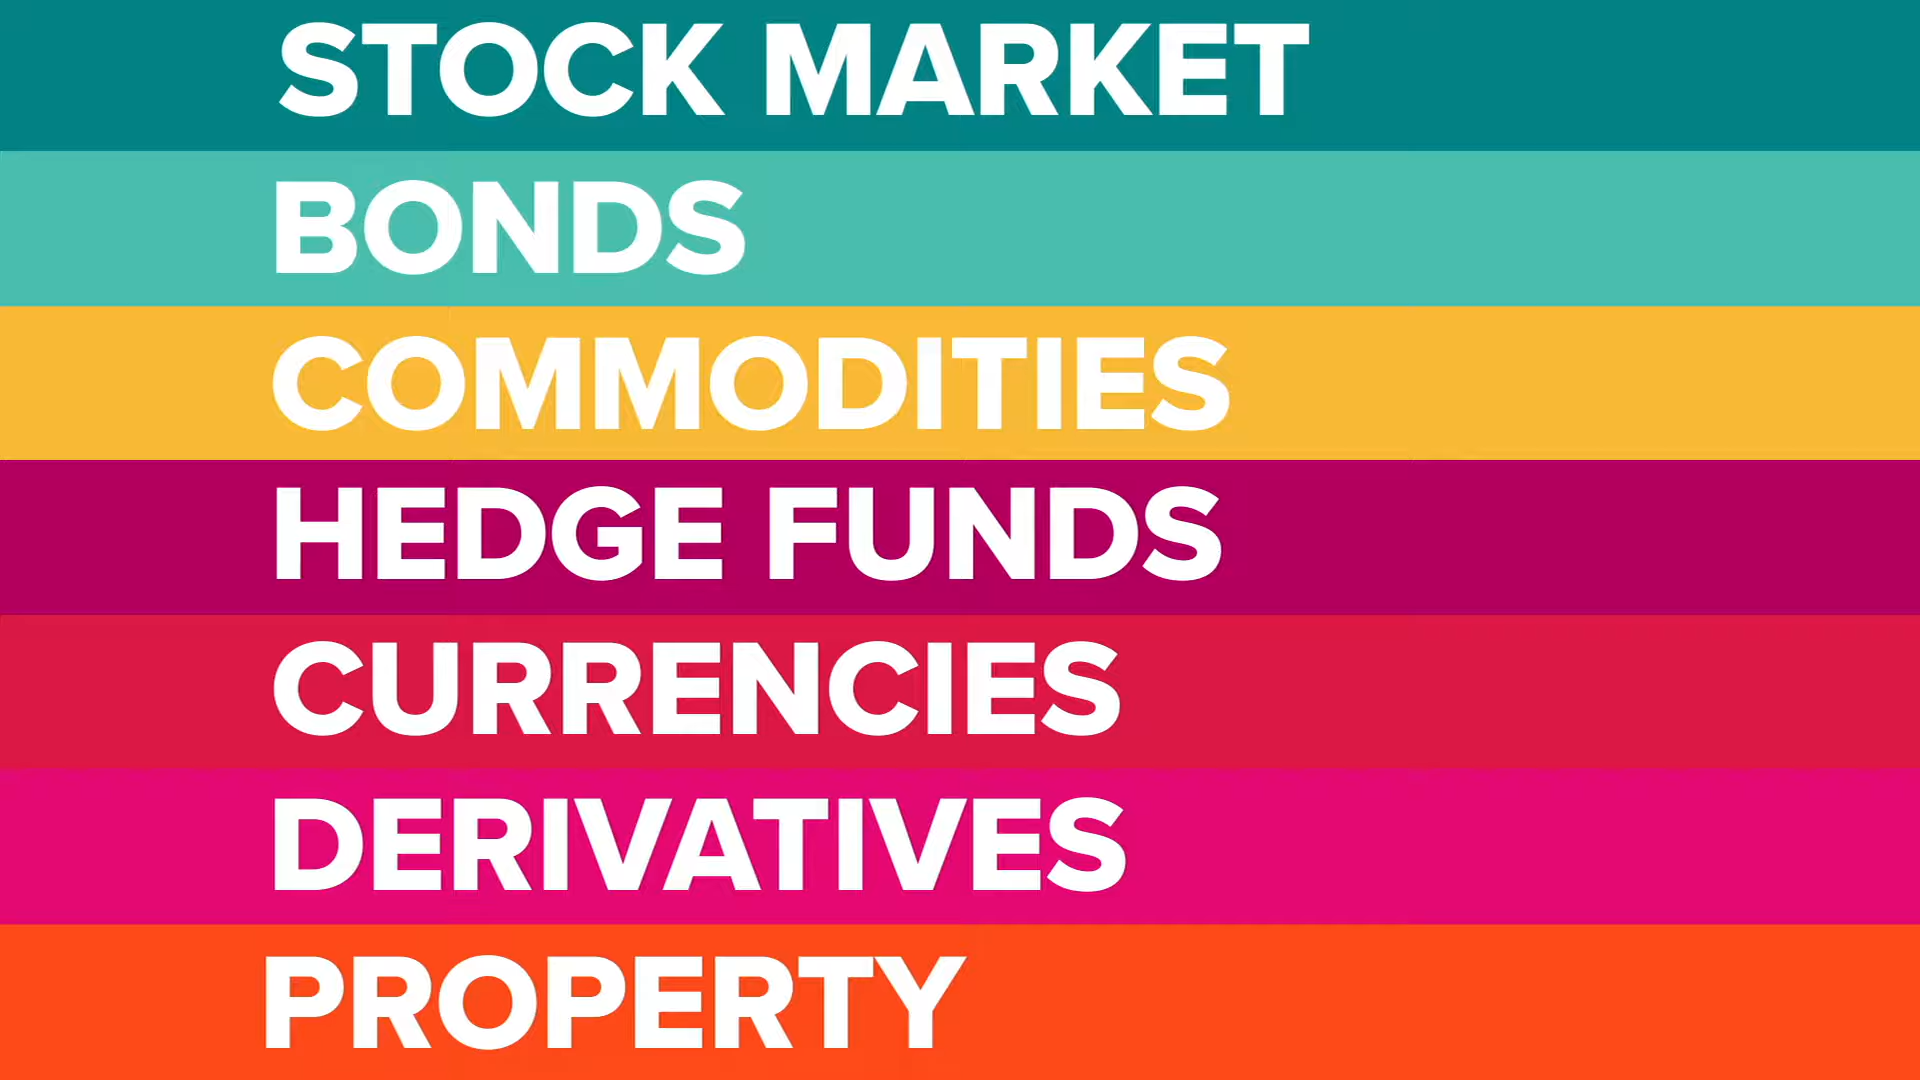 STOCK MARKET
BONDS
COMMODITIES
HEDGE FUNDS
CURRENCIES
DERIVATIVES
PROPERTY